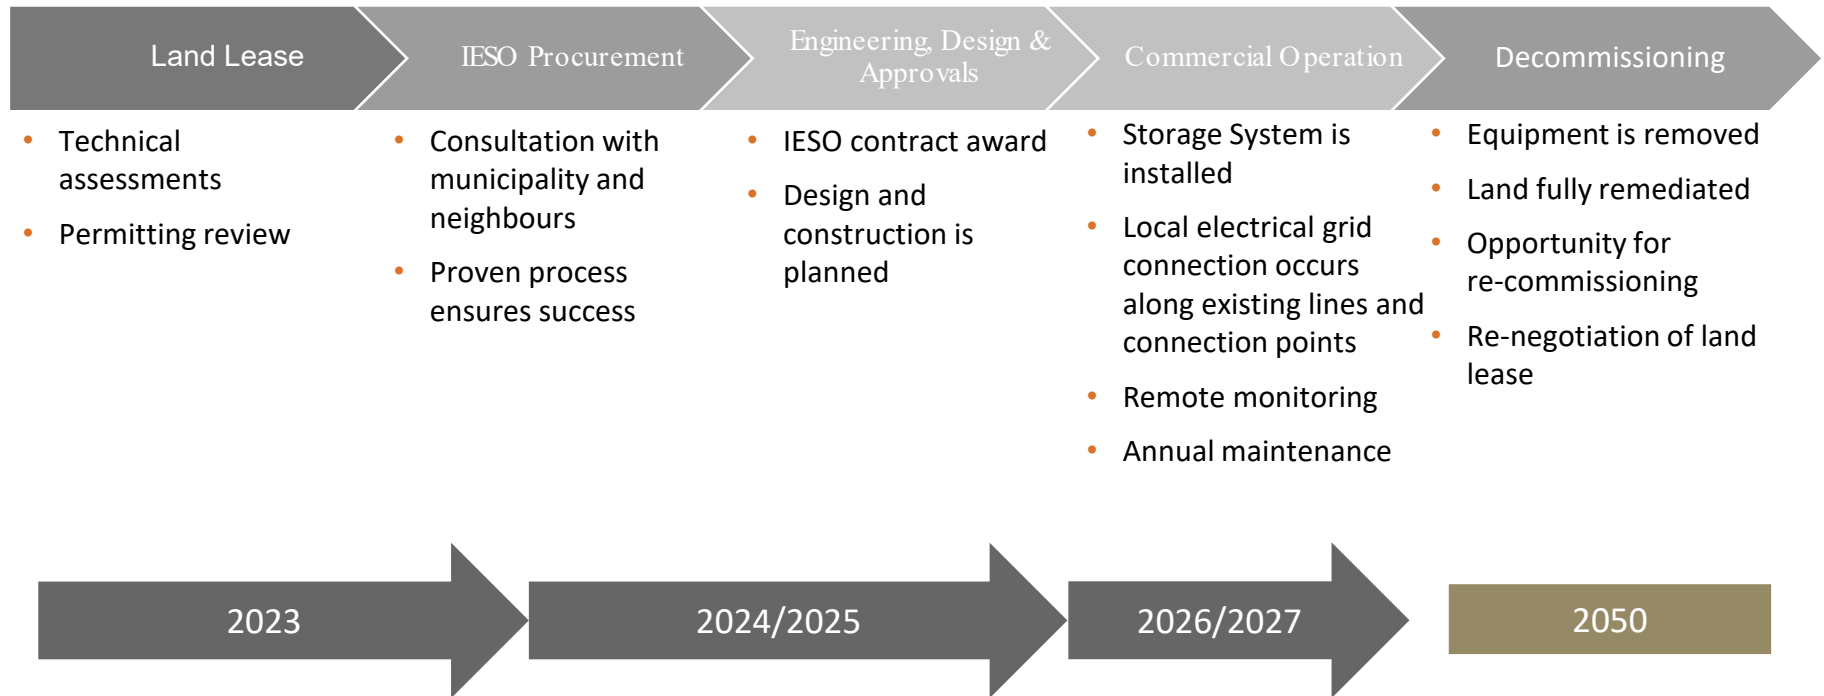 Land Lease
IESO Procurement
Engineering, Design &
Approvals
Commercial Operation
Decommissioning
• Technical
assessments
• Permitting review
• Consultation with
municipality and
neighbours
• Proven process
ensures success
• IESO contract award
• Design and
construction is
planned
• Storage System is
installed
• Local electrical grid
connection occurs
along existing lines and
connection points
• Remote monitoring
• Annual maintenance
• Equipment is removed
• Land fully remediated
• Opportunity for
re-commissioning
• Re-negotiation of land
lease
2023
2024/2025
2026/2027
2050